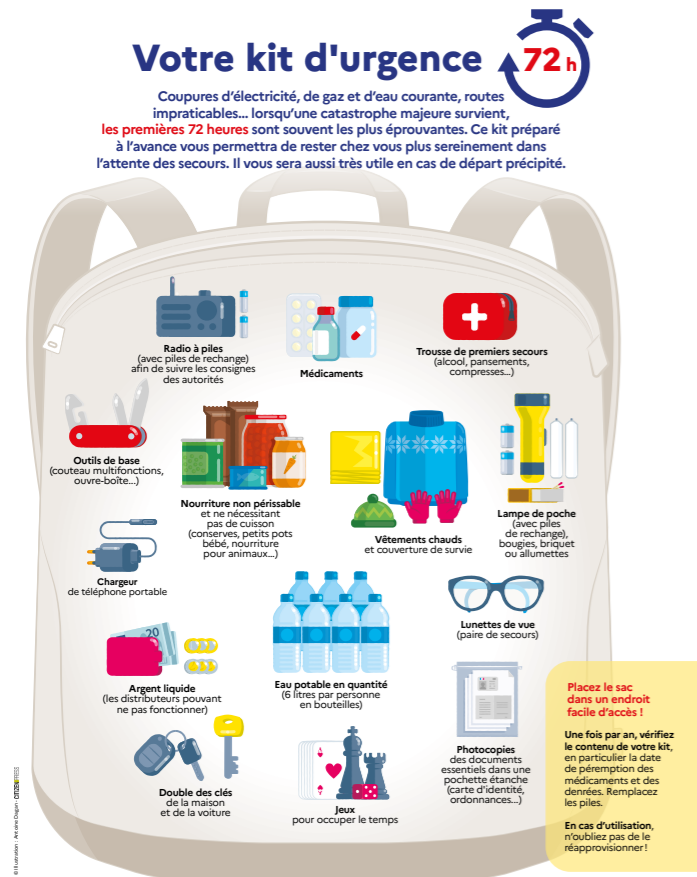 Votre kit d'urgence
72 h
Coupures d'électricité, de gaz et d'eau courante, routes
impraticables... lorsqu'une catastrophe majeure survient,
les premières 72 heures sont souvent les plus éprouvantes. Ce kit préparé
à l'avance vous permettra de rester chez vous plus sereinement dans
l'attente des secours. Il vous sera aussi très utile en cas de départ précipité.
Radio à piles
(avec piles de rechange)
afin de suivre les consignes
des autorités
Médicaments
Trousse de premiers secours
(alcool, pansements,
compresses...)
Outils de base
(couteau multifonctions,
ouvre-boîte...)
Nourriture non périssable
et ne nécessitant
pas de cuisson
(conserves, petits pots
bébé, nourriture
pour animaux...)
Vêtements chauds
et couverture de survie
Lampe de poche
(avec piles
de rechange),
bougies, briquet
ou allumettes
Chargeur
de téléphone portable
20
Argent liquide
(les distributeurs pouvant
ne pas fonctionner)
Eau potable en quantité
(6 litres par personne
en bouteilles)
Lunettes de vue
(paire de secours)
Photocopies
des documents
essentiels dans une
pochette étanche
(carte d'identité,
ordonnances...)
Double des clés
de la maison
et de la voiture
A
Jeux
pour occuper le temps
Placez le sac
dans un endroit
facile d'accès !
Une fois par an, vérifiez
le contenu de votre kit,
en particulier la date
de péremption des
médicaments et des
denrées. Remplacez
les piles.
En cas d'utilisation,
n'oubliez pas de le
réapprovisionner !
© Illustration : Antoine Dagan - CITIZENPRESS